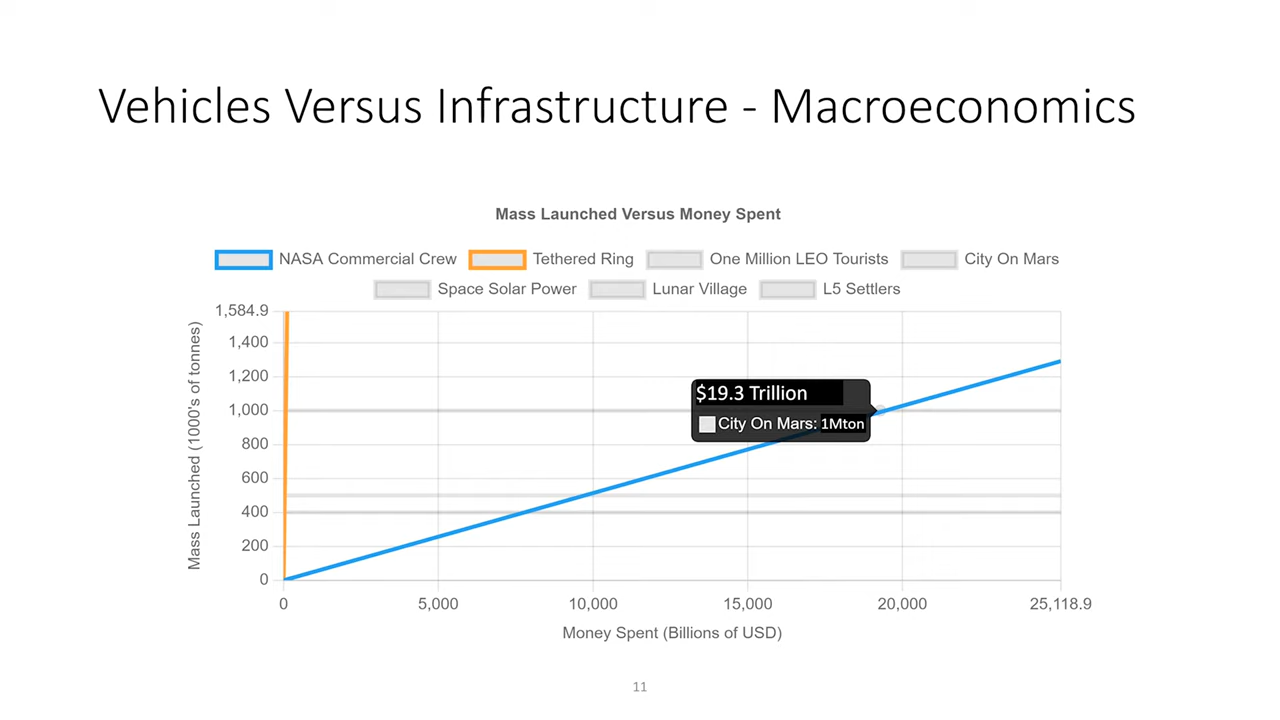 Vehicles Versus Infrastructure - Macroeconomics
Mass Launched Versus Money Spent
NASA Commercial Crew Tethered Ring One Million LEO Tourists City On Mars
Space Solar Power Lunar Village L5 Settlers
Mass Launched (1000's of tonnes)
1,584.9
1,400
1,200
1,000
800
600
400
200
0
$19.3 Trillion
City On Mars: 1Mton
0 5,000 10,000 15,000 20,000 25,118.9
Money Spent (Billions of USD)
11